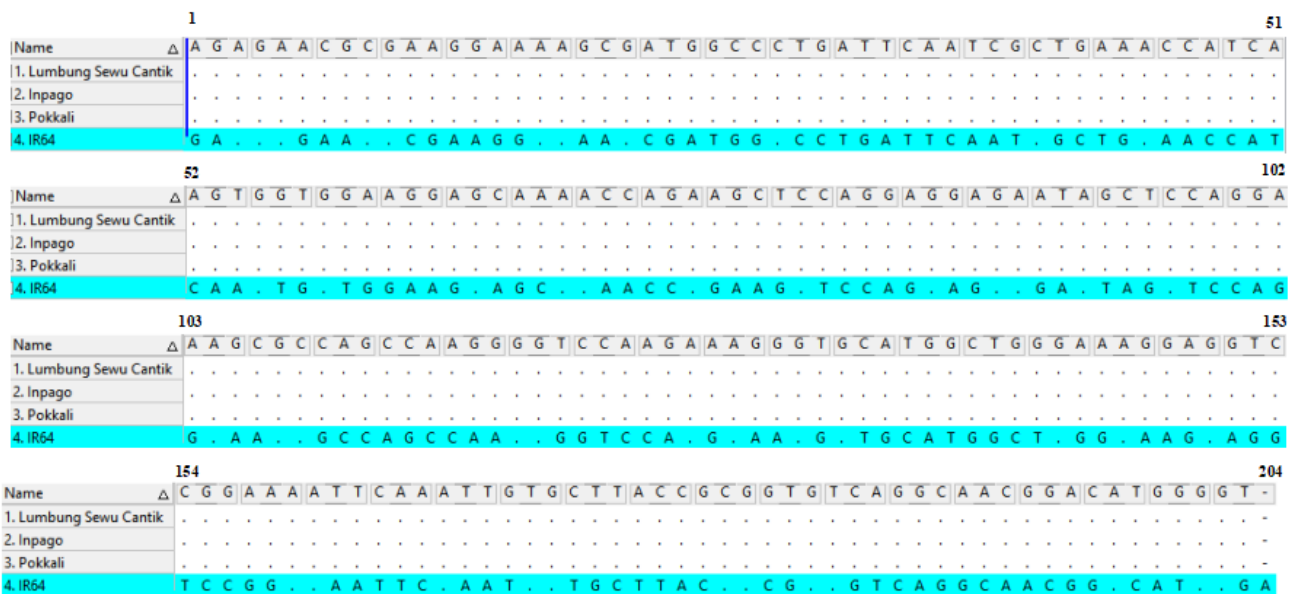 1 51
Name A G A G A A C G C G A A G G A A A A G C G A T G G C C C T G A T T C A A T C G C T G A A A C C A T C A
1. Lumbung Sewu Cantik . . . . . . . . . . . . . . . . . . . . . . . . . . . . . . . . . . . . . . . . . . . . . . . . . . .
2. Inpago . . . . . . . . . . . . . . . . . . . . . . . . . . . . . . . . . . . . . . . . . . . . . . . . . . .
3. Pokkali . . . . . . . . . . . . . . . . . . . . . . . . . . . . . . . . . . . . . . . . . . . . . . . . . . .
4. IR64 G A . . . G A A . . C G A A G G . . A A . C G A T G G . C C T G A T T C A A T . G C T G . A A C C A T
52 102
Name A G T G G T G G A A G G A G C A A A A C C A G A A G C T C C A G G A G G A G A A T A G C T C C A G G A
1. Lumbung Sewu Cantik . . . . . . . . . . . . . . . . . . . . . . . . . . . . . . . . . . . . . . . . . . . . . . . . . . .
2. Inpago . . . . . . . . . . . . . . . . . . . . . . . . . . . . . . . . . . . . . . . . . . . . . . . . . . .
3. Pokkali . . . . . . . . . . . . . . . . . . . . . . . . . . . . . . . . . . . . . . . . . . . . . . . . . . .
4. IR64 C A A . T G . T G G A A G . A G C . . A A C C . G A A G . T C C A G . A G . . G A . T A G . T C C A G
103 153
Name A A G C G C C A G C C A A G G G G T C C A A G A A A G G G T G C A T G G C T G G G A A A G G A G G T C
1. Lumbung Sewu Cantik . . . . . . . . . . . . . . . . . . . . . . . . . . . . . . . . . . . . . . . . . . . . . . . . . . .
2. Inpago . . . . . . . . . . . . . . . . . . . . . . . . . . . . . . . . . . . . . . . . . . . . . . . . . . .
3. Pokkali . . . . . . . . . . . . . . . . . . . . . . . . . . . . . . . . . . . . . . . . . . . . . . . . . . .
4. IR64 G . A A . . G C C A G C C A A . . G G T C C A . G . A A . G . T G C A T G G C T . G G . A A G . A G G
154 204
Name C G G A A A A T T C A A A T T G T G C T T A C C G C G G T G T C A G G C A A C G G A C A T G G G G T -
1. Lumbung Sewu Cantik . . . . . . . . . . . . . . . . . . . . . . . . . . . . . . . . . . . . . . . . . . . . . . . . . . -
2. Inpago . . . . . . . . . . . . . . . . . . . . . . . . . . . . . . . . . . . . . . . . . . . . . . . . . . -
3. Pokkali . . . . . . . . . . . . . . . . . . . . . . . . . . . . . . . . . . . . . . . . . . . . . . . . . . -
4. IR64 T C C G G . . A A T T C . A A T . . T G C T T A C . . C G . . G T C A G G C A A C G G . C A T . . G A